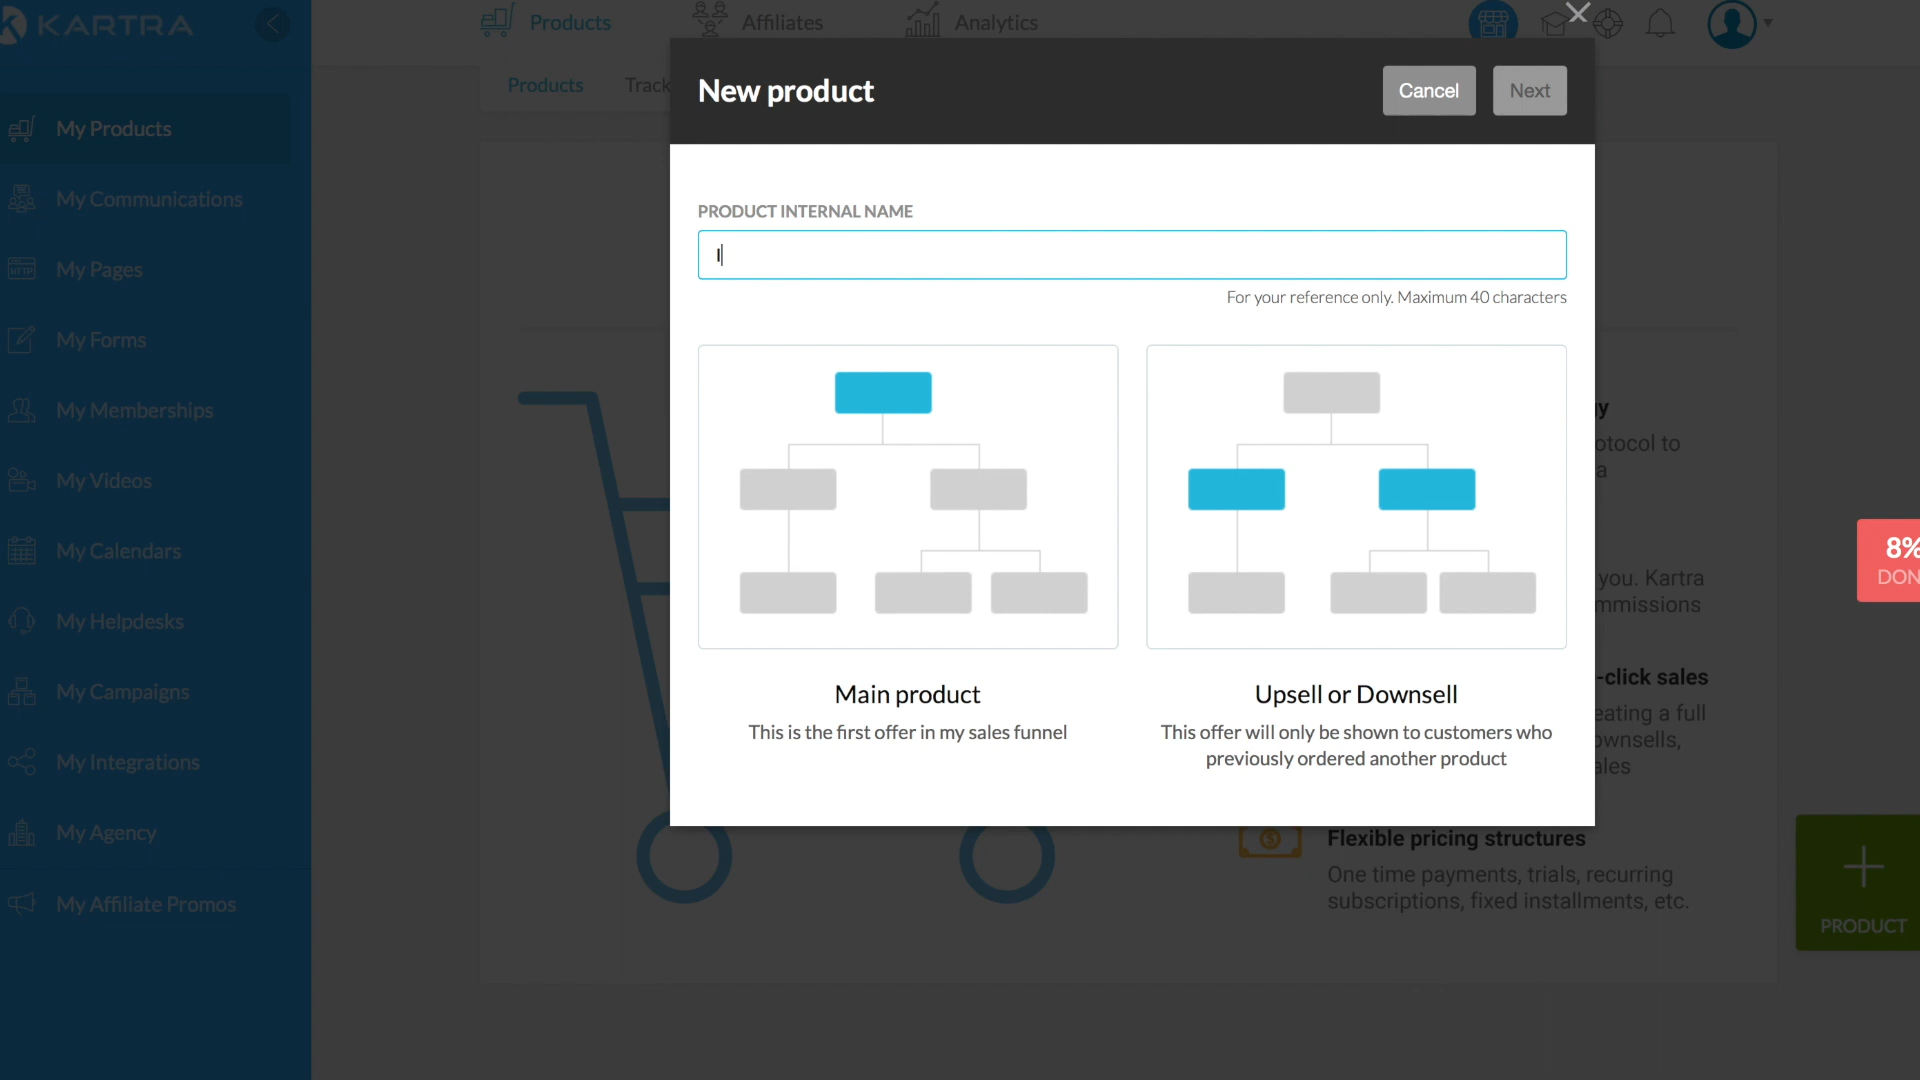 KARTRA
Products
Affiliates
Analytics
Products
Track
New product
Cancel
Next
My Products
My Communications
My Pages
HTTP
My Forms
My Memberships
My Videos
My Calendars
My Helpdesks
My Campaigns
My Integrations
My Agency
My Affiliate Promos
PRODUCT INTERNAL NAME
I
For your reference only. Maximum 40 characters
Main product
This is the first offer in my sales funnel
Upsell or Downsell
This offer will only be shown to customers who
previously ordered another product
gy
otocol to
a
you. Kartra
mmissions
-click sales
eating a full
ownsells,
ales
Flexible pricing structures
One time payments, trials, recurring
subscriptions, fixed installments, etc.
8%
DON
PRODUCT